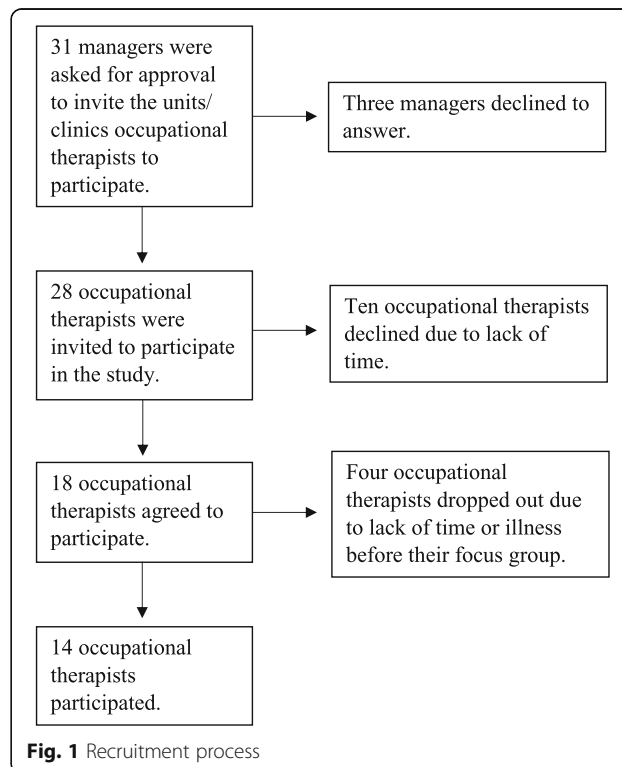 31 managers were
asked for approval
to invite the units/
clinics occupational
therapists to
participate.
Three managers declined to
answer.
28 occupational
therapists were
invited to participate
in the study.
Ten occupational therapists
declined due to lack of
time.
18 occupational
therapists agreed to
participate.
Four occupational
therapists dropped out due
to lack of time or illness
before their focus group.
14 occupational
therapists
participated.
Fig. 1 Recruitment process